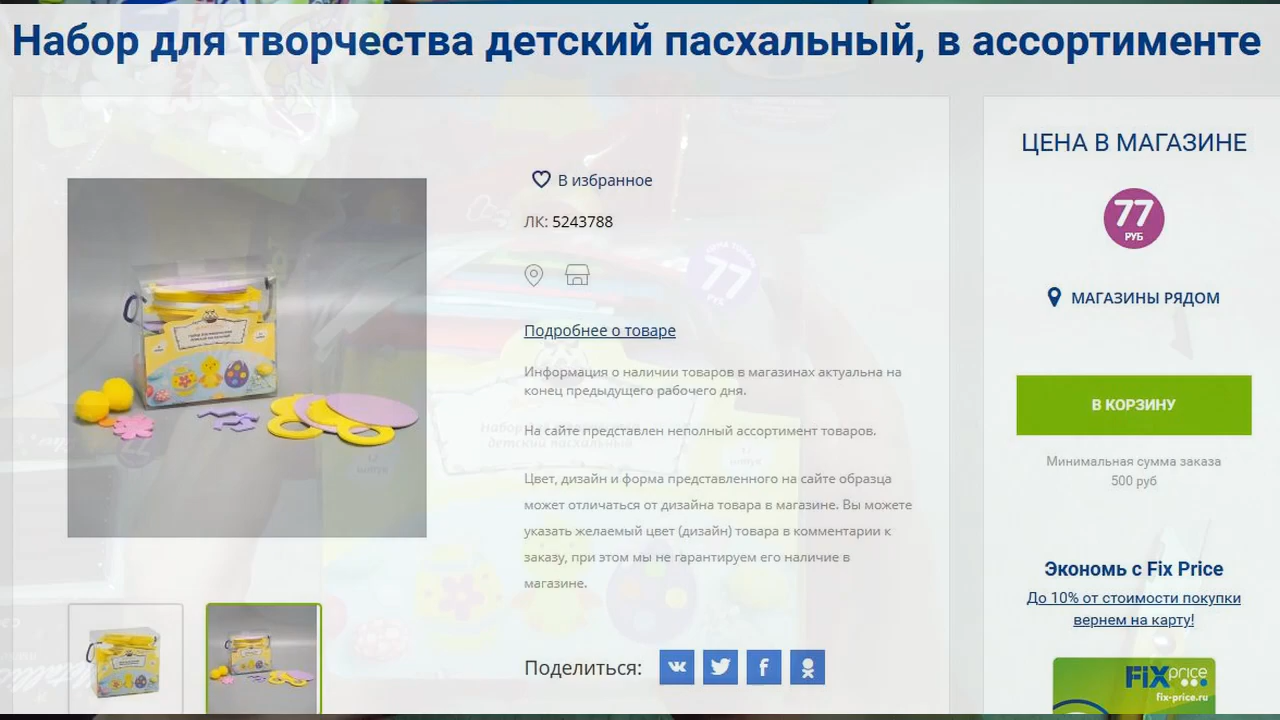 Набор для творчества детский пасхальный, в ассортименте
В избранное
ЛК: 5243788
Подробнее о товаре
Информация о наличии товаров в магазинах актуальна на
конец предыдущего рабочего дня.
На сайте представлен неполный ассортимент товаров.
Цвет, дизайн и форма представленного на сайте образца
может отличаться от дизайна товара в магазине. Вы можете
указать желаемый цвет (дизайн) товара в комментарии к
заказу, при этом мы не гарантируем его наличие в
магазине.
Поделиться:
ЦЕНА В МАГАЗИНЕ
77
РУБ
МАГАЗИНЫ РЯДОМ
В КОРЗИНУ
Минимальная сумма заказа
500 руб
Экономь с Fix Price
До 10% от стоимости покупки
вернем на карту!
FIX price
fix-price.ru
77
детский пасхальный